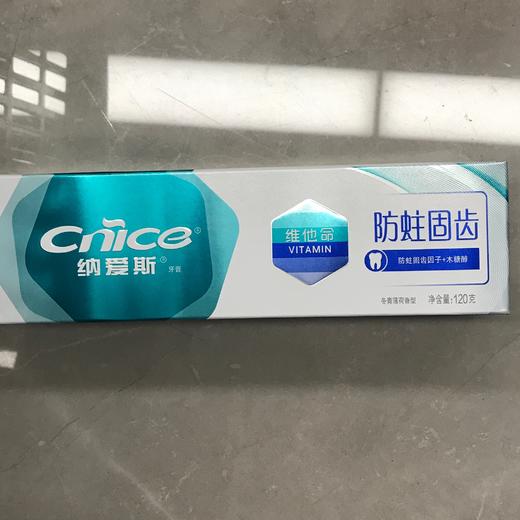 Cnice®
纳爱斯®
牙膏
维他命
VITAMIN
防蛀固齿
防蛀固齿因子+木糖醇
冬青薄荷香型
净含量:120克